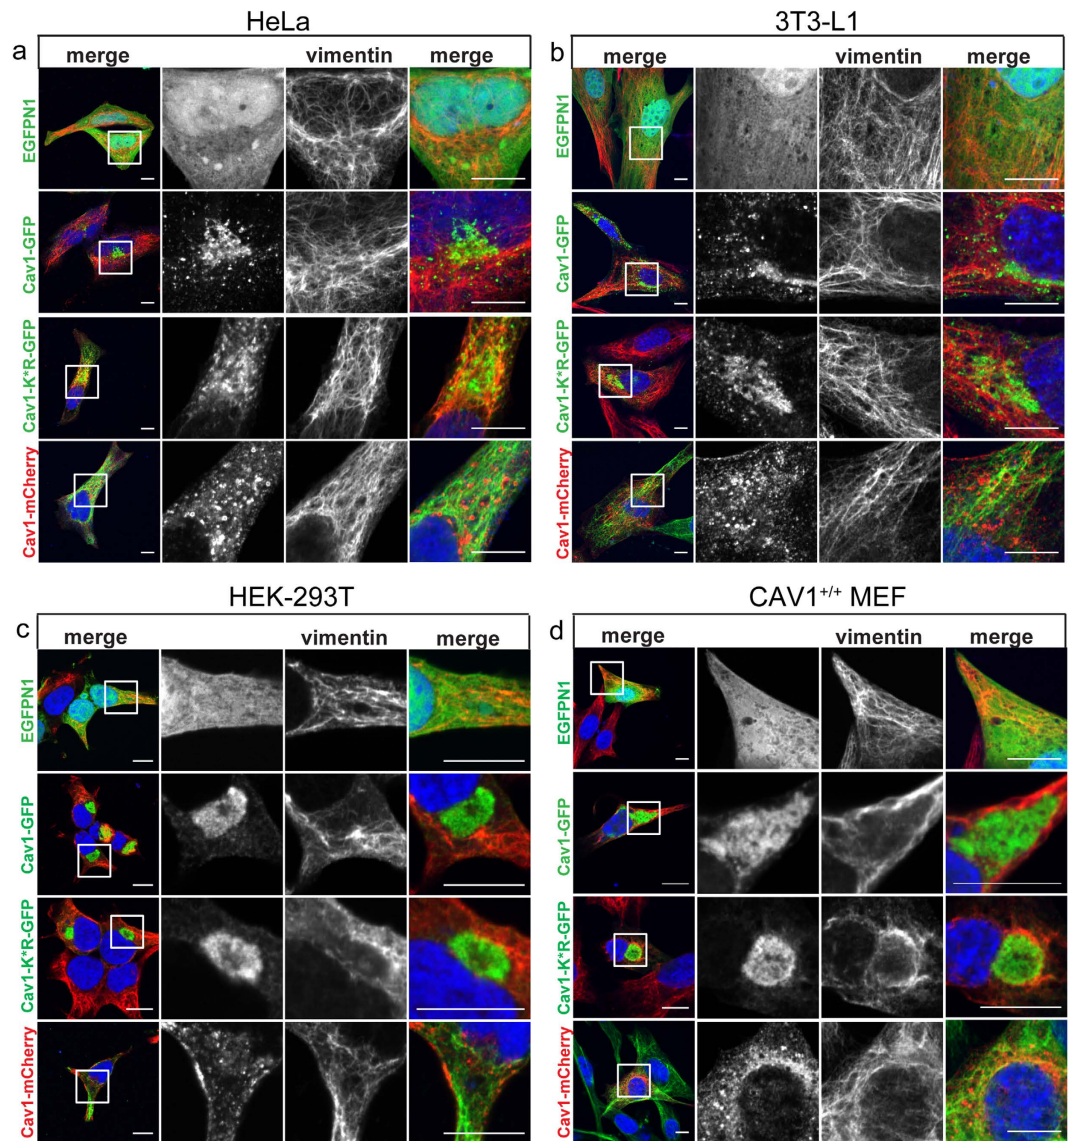 HeLa
a
merge vimentin merge
EGFPN1
Cav1-GFP
Cav1-K*R-GFP
Cav1-mCherry
3T3-L1
b
merge vimentin merge
EGFPN1
Cav1-GFP
Cav1-K*R-GFP
Cav1-mCherry
HEK-293T
c
merge vimentin merge
EGFPN1
Cav1-GFP
Cav1-K*R-GFP
Cav1-mCherry
CAV1+/+ MEF
d
merge vimentin merge
EGFPN1
Cav1-GFP
Cav1-K*R-GFP
Cav1-mCherry